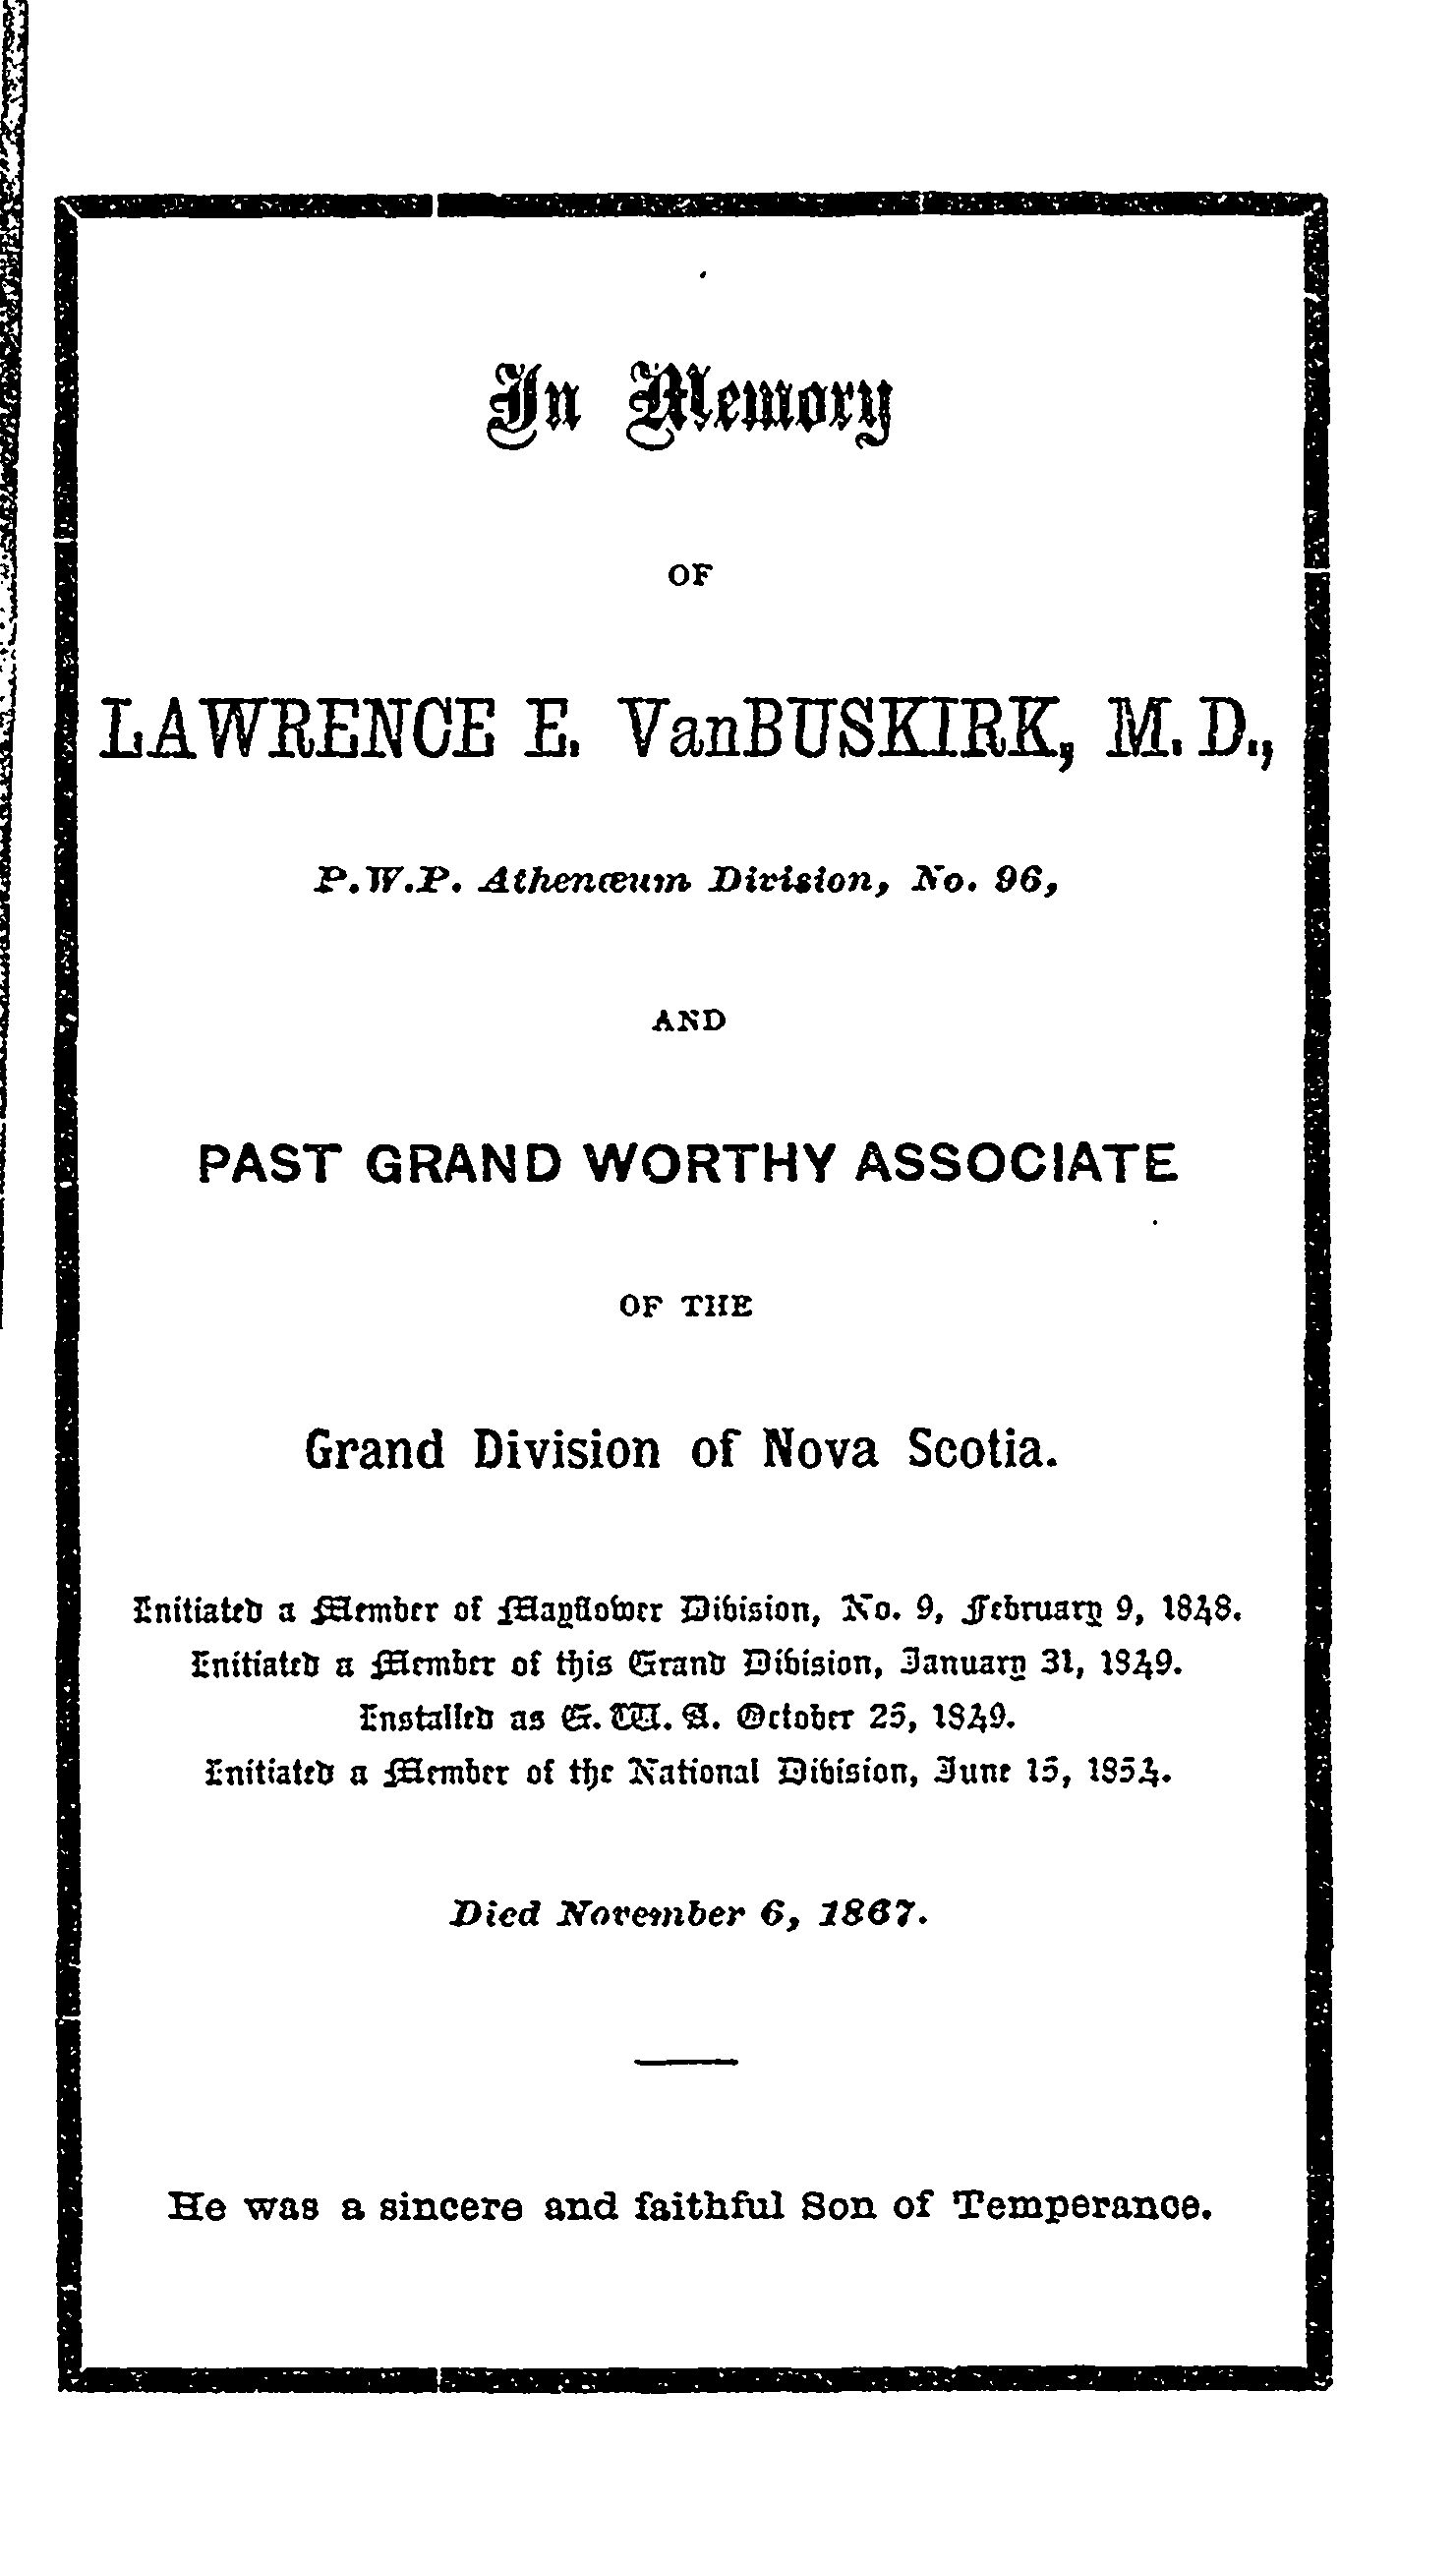 In Memory
OF
LAWRENCE E. VanBUSKIRK, M.D.,
P.W.P. Athenæum Division, No. 96,
AND
PAST GRAND WORTHY ASSOCIATE
OF THE
Grand Division of Nova Scotia.
Initiated a Member of Mayflower Division, No. 9, February 9, 1848.
Initiated a Member of this Grand Division, January 31, 1849.
Installed as G.W.A. October 25, 1849.
Initiated a Member of the National Division, June 15, 1854.
Died November 6, 1867.
He was a sincere and faithful Son of Temperance.